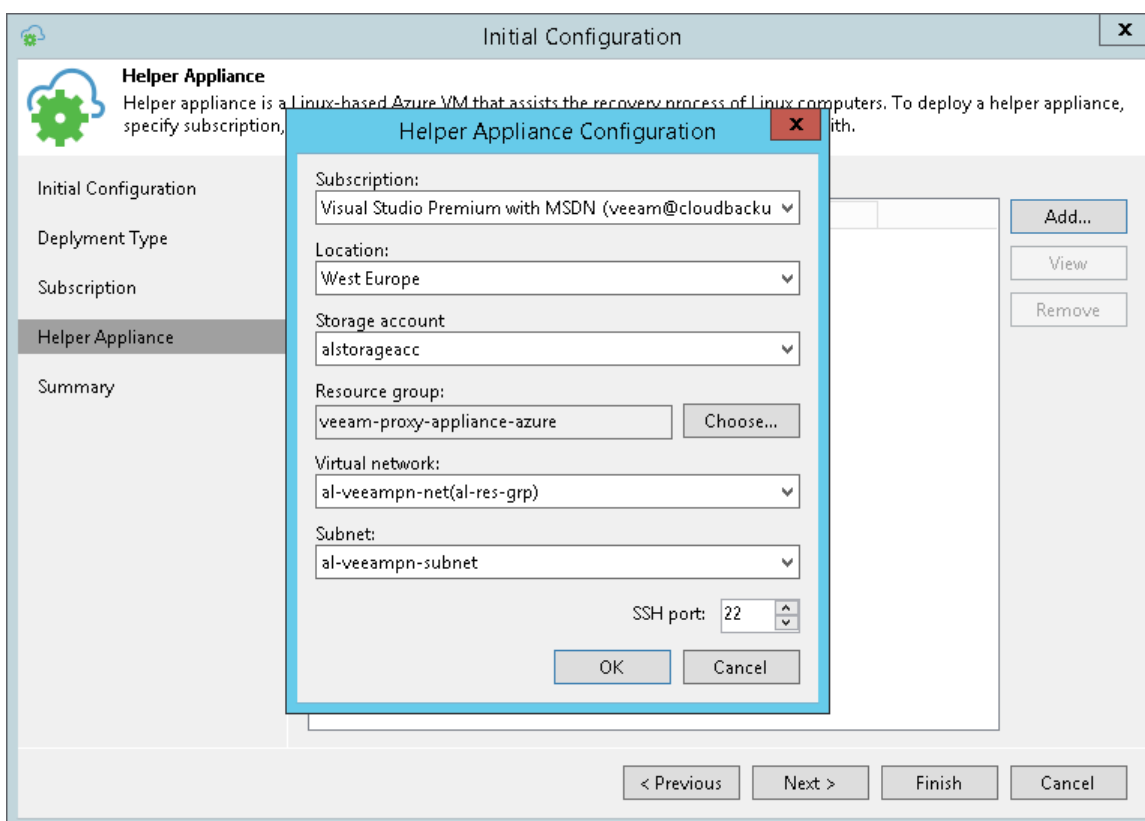 Initial Configuration
x
Helper Appliance
Helper appliance is a Linux-based Azure VM that assists the recovery process of Linux computers. To deploy a helper appliance,
specify subscription, ith.
Helper Appliance Configuration
x
Initial Configuration
Deplyment Type
Subscription
Helper Appliance
Summary
Subscription:
Visual Studio Premium with MSDN (veeam@cloudbacku
Location:
West Europe
Storage account
alstorageacc
Resource group:
veeam-proxy-appliance-azure
Choose...
Virtual network:
al-veeampn-net(al-res-grp)
Subnet:
al-veeampn-subnet
SSH port: 22
OK Cancel
Add...
View
Remove
< Previous Next > Finish Cancel